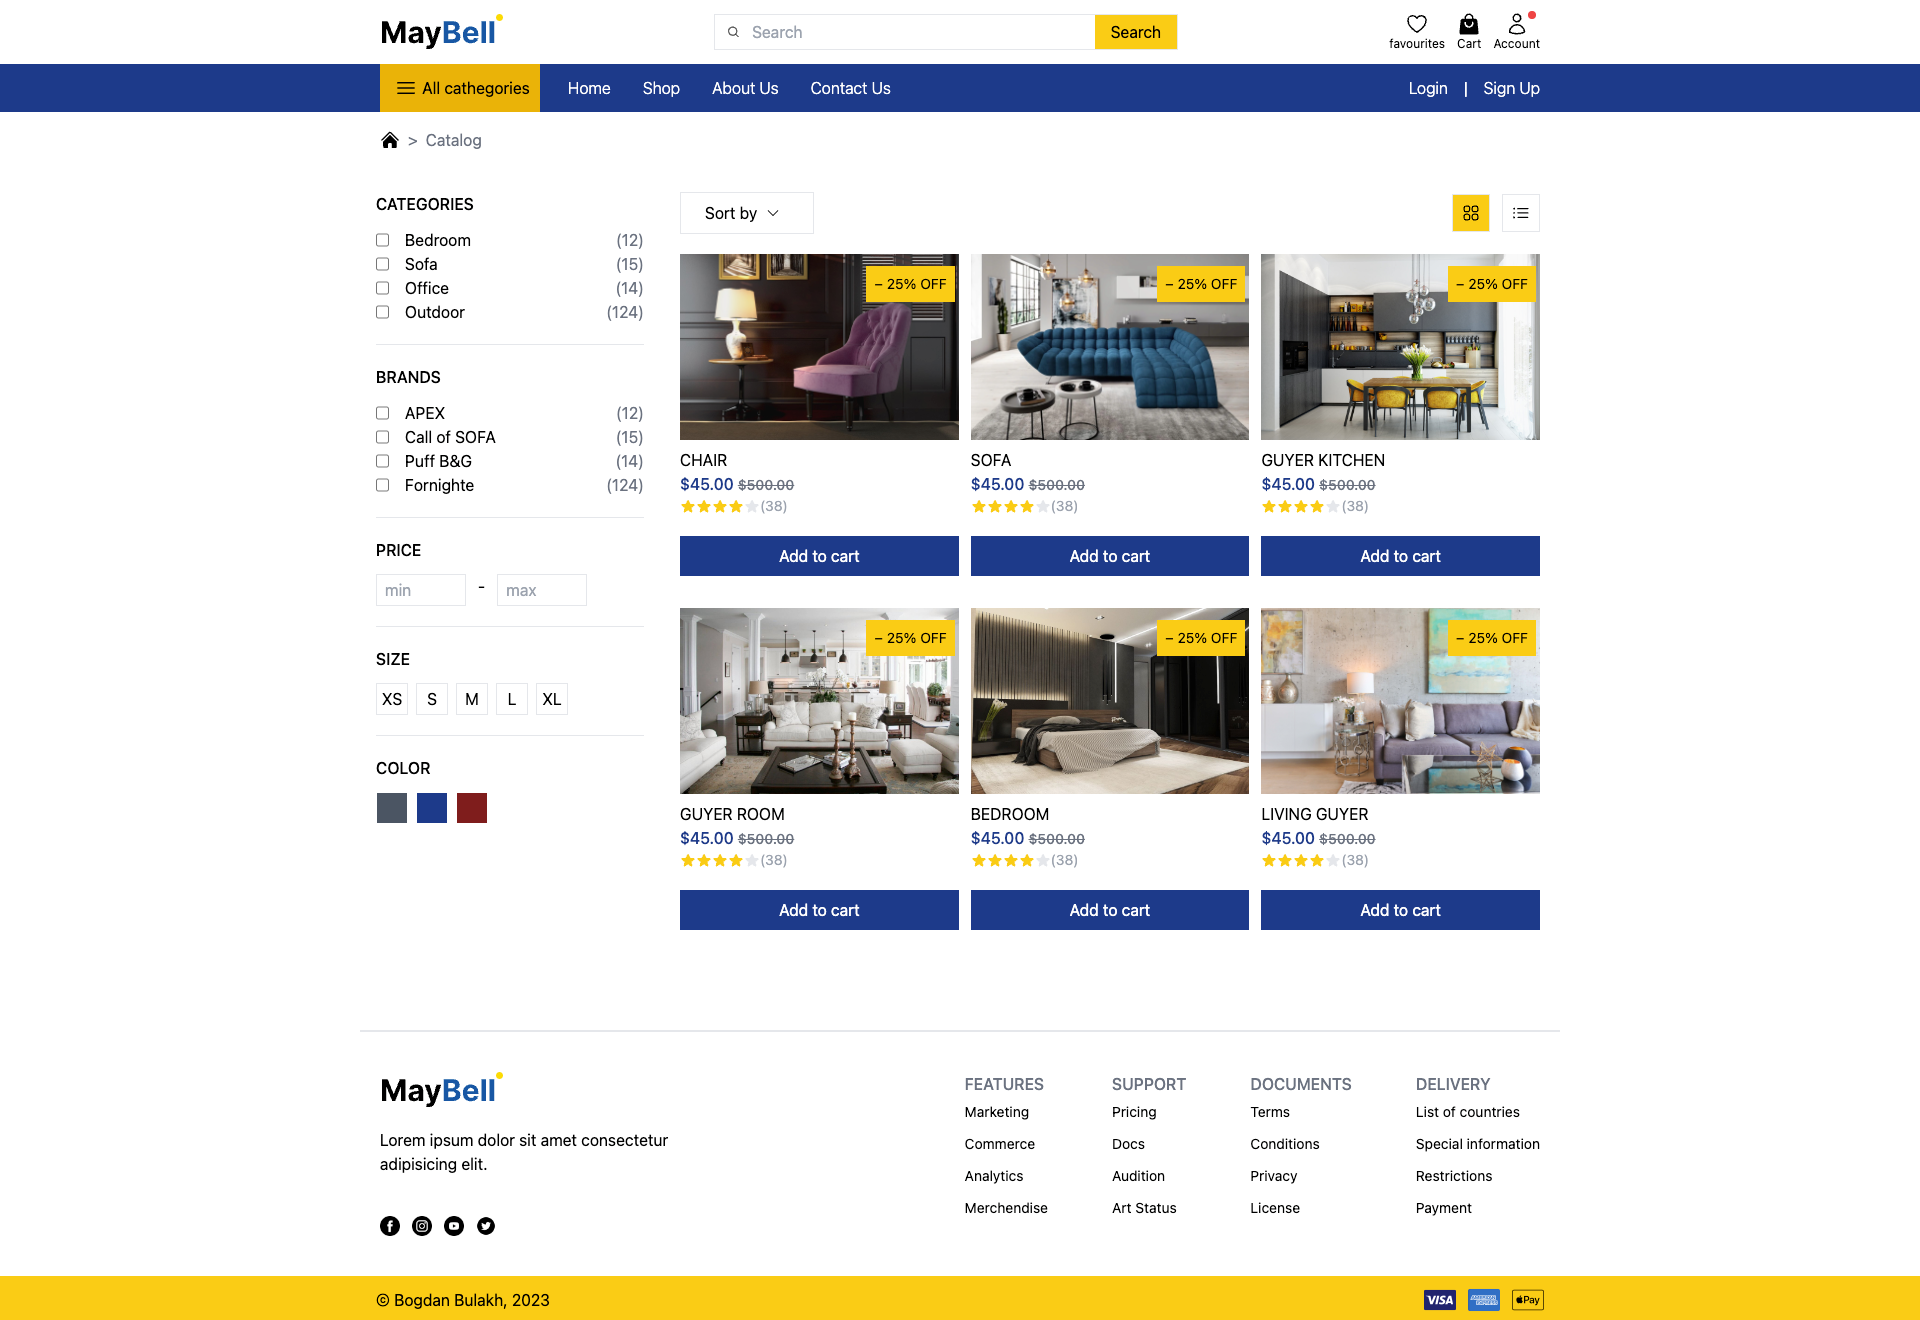 MayBell
Search
Search
favourites
Cart
Account
All cathegories
Home
Shop
About Us
Contact Us
Login
|
Sign Up
> Catalog
CATEGORIES
Bedroom (12)
Sofa (15)
Office (14)
Outdoor (124)
BRANDS
APEX (12)
Call of SOFA (15)
Puff B&G (14)
Fornighte (124)
PRICE
min - max
SIZE
XS S M L XL
COLOR
Sort by
– 25% OFF
CHAIR
$45.00 $500.00
(38)
Add to cart
– 25% OFF
SOFA
$45.00 $500.00
(38)
Add to cart
– 25% OFF
GUYER KITCHEN
$45.00 $500.00
(38)
Add to cart
– 25% OFF
GUYER ROOM
$45.00 $500.00
(38)
Add to cart
– 25% OFF
BEDROOM
$45.00 $500.00
(38)
Add to cart
– 25% OFF
LIVING GUYER
$45.00 $500.00
(38)
Add to cart
MayBell
Lorem ipsum dolor sit amet consectetur
adipisicing elit.
FEATURES
Marketing
Commerce
Analytics
Merchendise
SUPPORT
Pricing
Docs
Audition
Art Status
DOCUMENTS
Terms
Conditions
Privacy
License
DELIVERY
List of countries
Special information
Restrictions
Payment
© Bogdan Bulakh, 2023
VISA
AMERICAN
EXPRESS
Pay